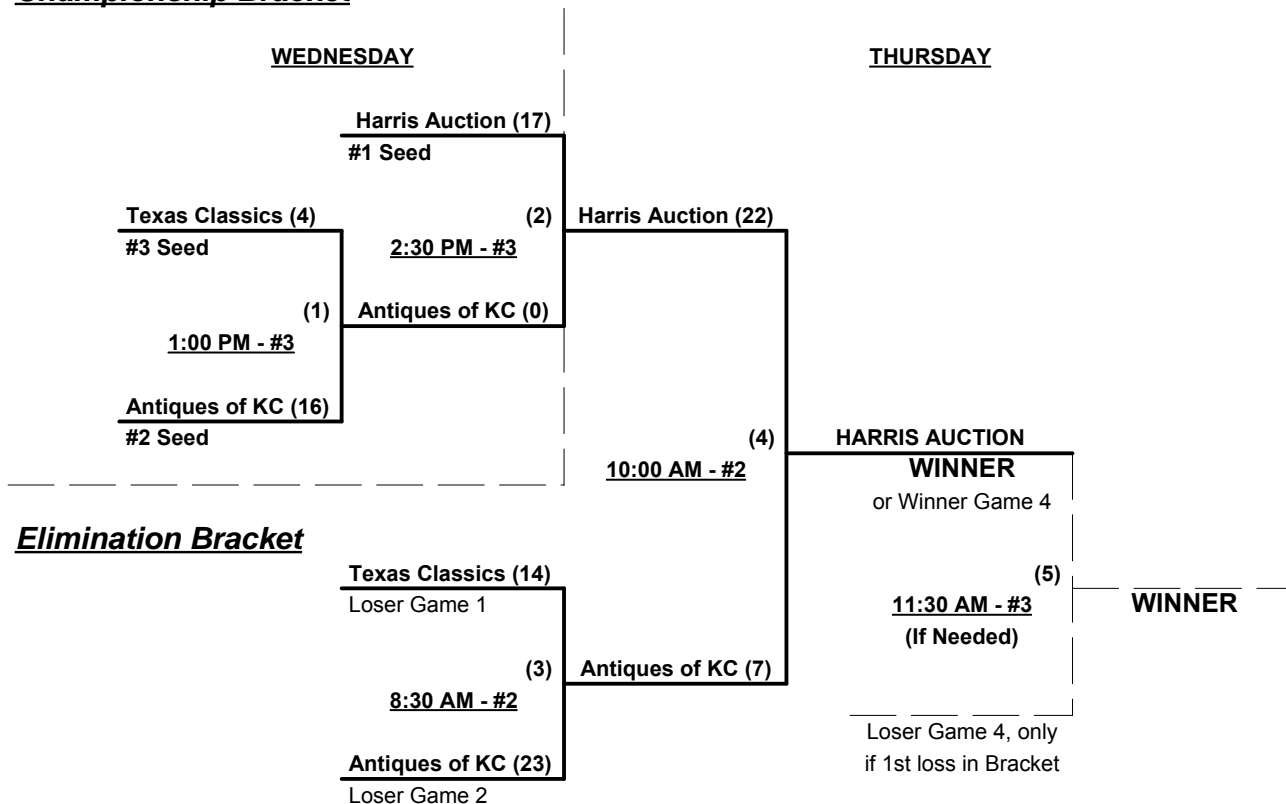 Championship Bracket
WEDNESDAY
THURSDAY
Harris Auction (17)
#1 Seed
Texas Classics (4)
#3 Seed
(2)
2:30 PM - #3
Harris Auction (22)
(1)
1:00 PM - #3
Antiques of KC (0)
Antiques of KC (16)
#2 Seed
(4)
10:00 AM - #2
HARRIS AUCTION
WINNER
or Winner Game 4
Elimination Bracket
Texas Classics (14)
Loser Game 1
(5)
11:30 AM - #3
(If Needed)
WINNER
(3)
8:30 AM - #2
Antiques of KC (7)
Loser Game 4, only
if 1st loss in Bracket
Antiques of KC (23)
Loser Game 2